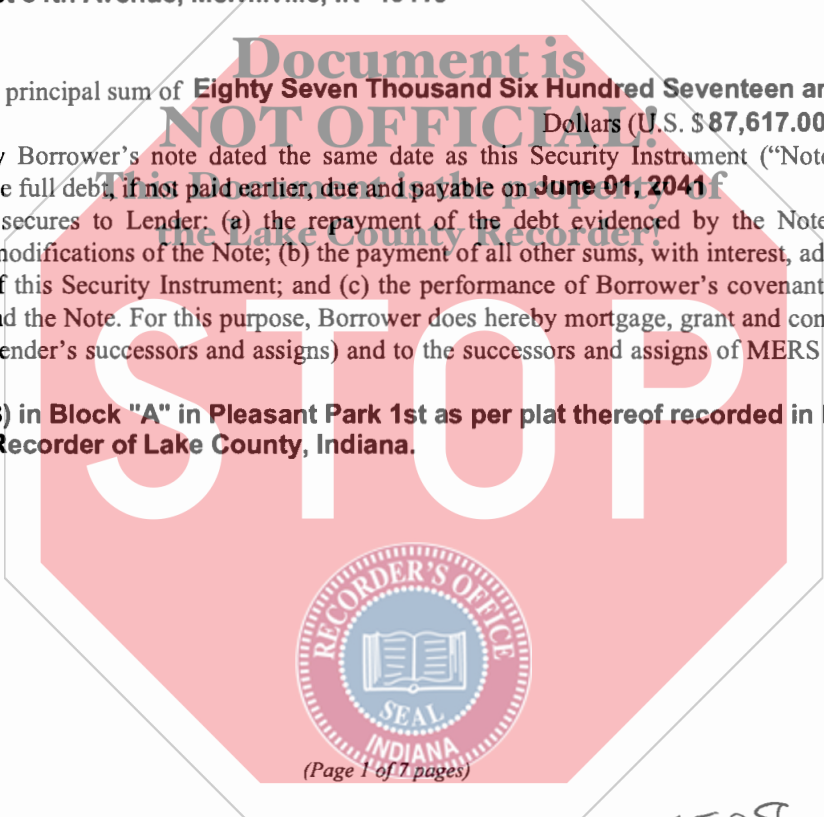 Avenue, Merrillville, IN
Document is
principal sum of Eighty Seven Thousand Six Hundred Seventeen an
NOT OFFICIAL!
Dollars (U.S. $87,617.00
Borrower's note dated the same date as this Security Instrument ("Note
e full debt, if not paid earlier, due and payable on June 01, 2041
This Document is the property of
secures to Lender: (a) the repayment of the debt evidenced by the Note
the Lake County Recorder!
modifications of the Note; (b) the payment of all other sums, with interest, ad
f this Security Instrument; and (c) the performance of Borrower's covenant
d the Note. For this purpose, Borrower does hereby mortgage, grant and con
ender's successors and assigns) and to the successors and assigns of MERS
) in Block "A" in Pleasant Park 1st as per plat thereof recorded in
Recorder of Lake County, Indiana.
STOP
RECORDER'S OFFICE
SEAL
INDIANA
(Page 1 of 7 pages)